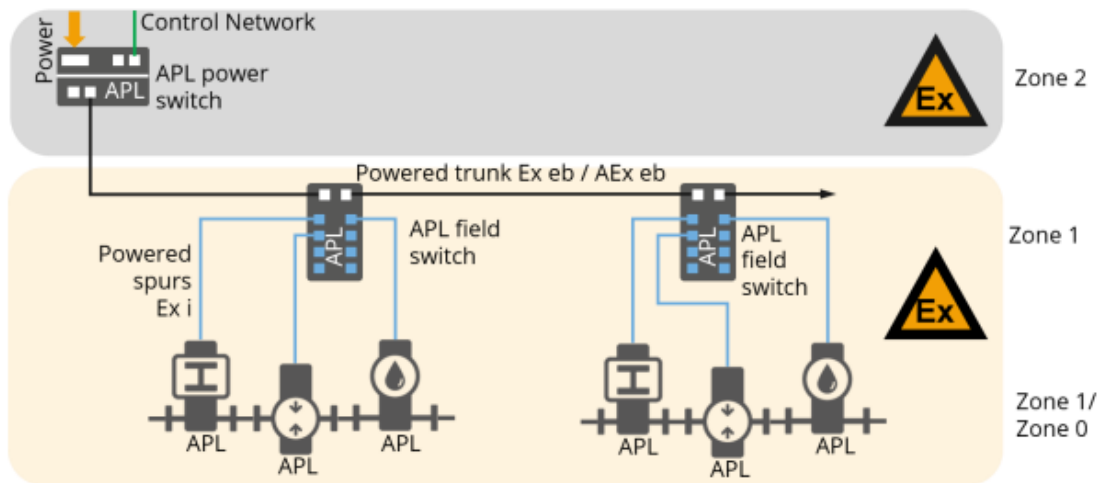 Power
Control Network
APL power
switch
APL
Ex
Zone 2
Powered trunk Ex eb / AEx eb
APL
APL field
switch
Powered
spurs
Ex i
APL
APL
field
switch
Zone 1
Ex
Zone 1/
Zone 0
APL
APL
APL
APL
APL
APL